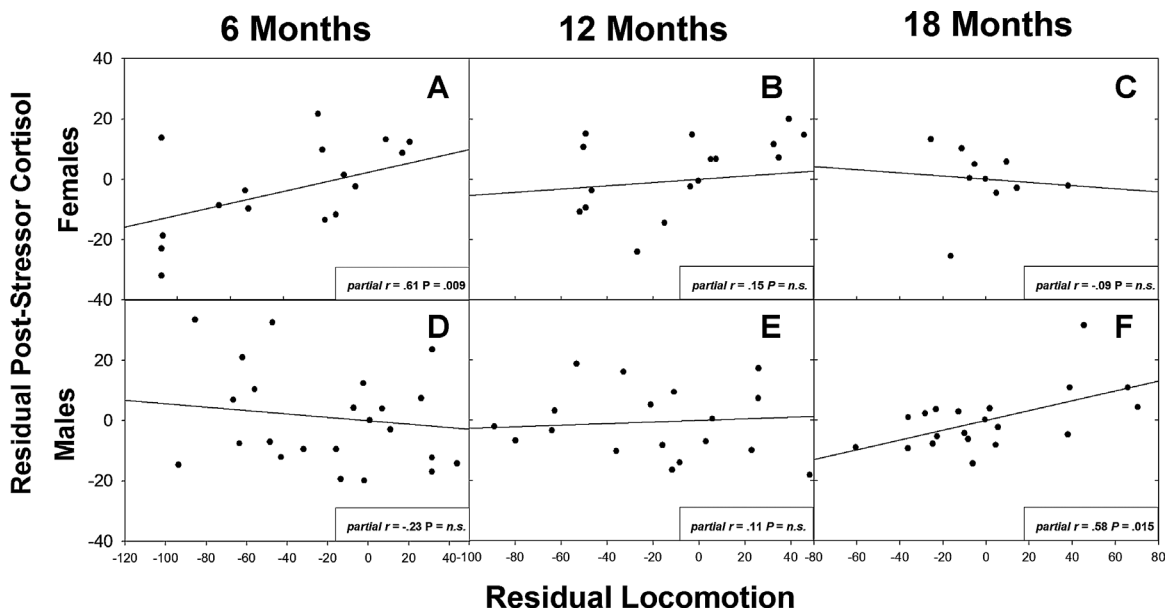 6 Months
12 Months
18 Months
Residual Post-Stressor Cortisol
Females
Males
40
20
0
-20
-40
A
partial r = .61 P = .009
B
partial r = .15 P = n.s.
C
partial r = -.09 P = n.s.
20
0
-20
-40
D
partial r = -.23 P = n.s.
E
partial r = .11 P = n.s.
F
partial r = .58 P = .015
-120 -100 -80 -60 -40 -20 0 20 40 -100 -80 -60 -40 -20 0 20 40 -80 -60 -40 -20 0 20 40 60 80
Residual Locomotion